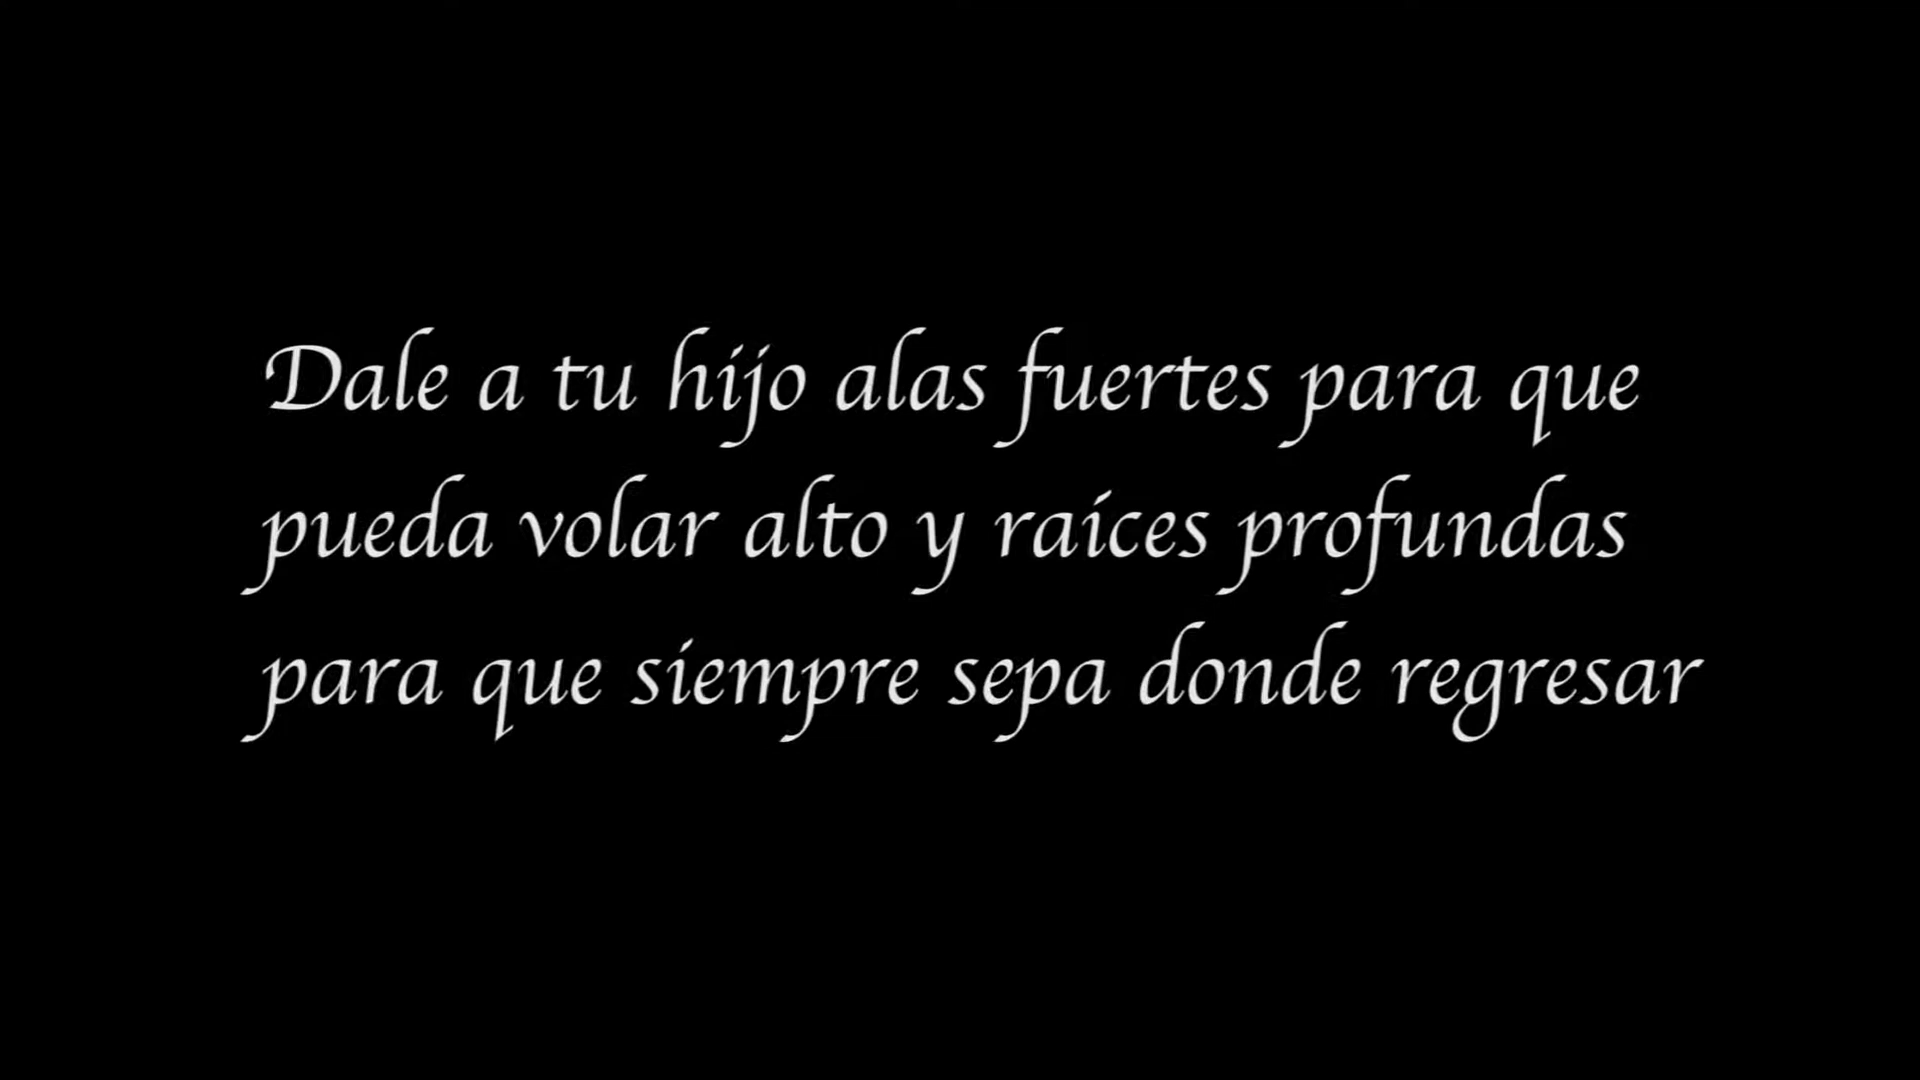 Dale a tu hijo alas fuertes para que
pueda volar alto y raíces profundas
para que siempre sepa donde regresar